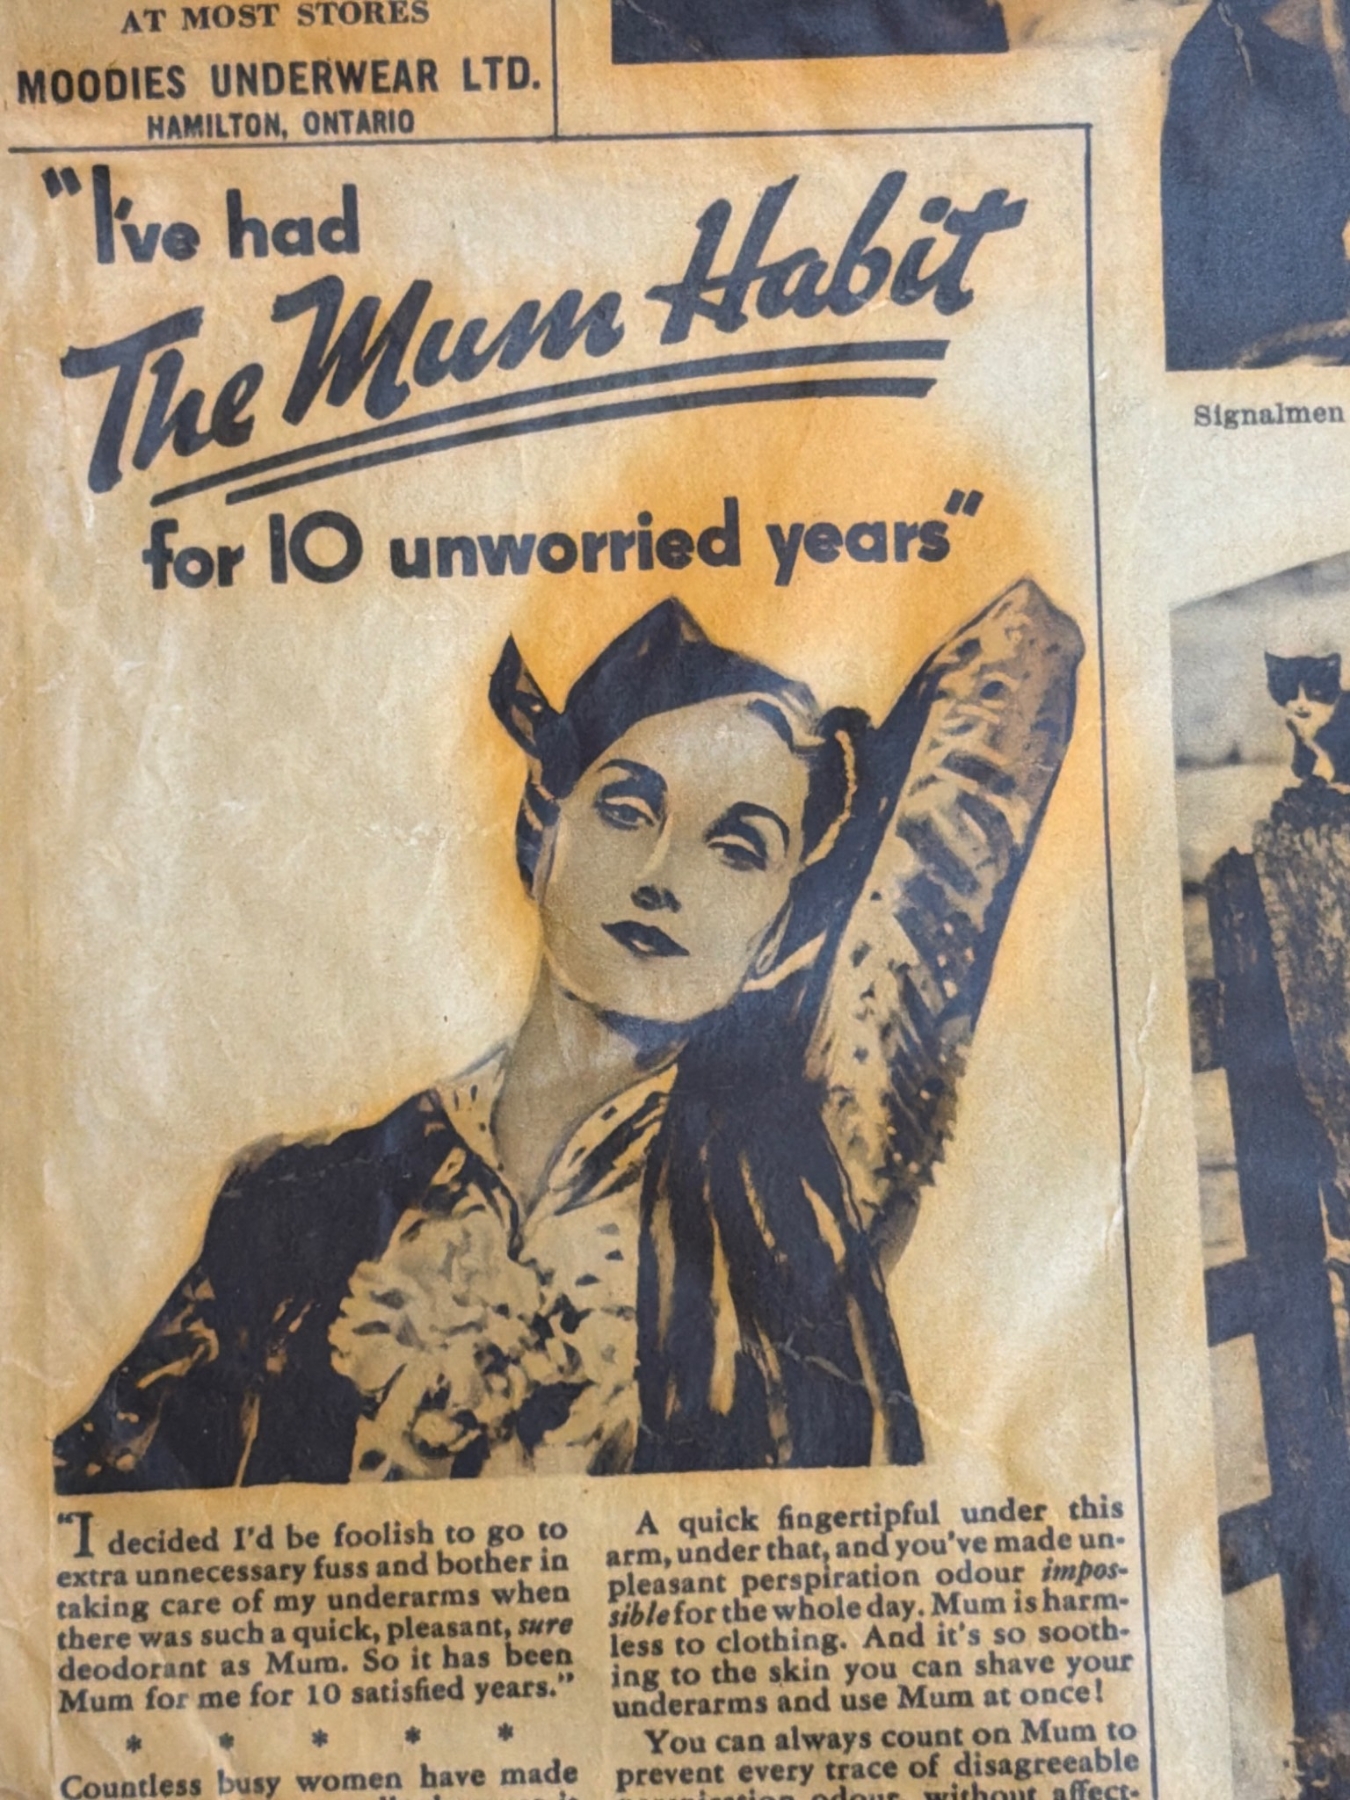 AT MOST STORES
MOODIES UNDERWEAR LTD.
HAMILTON, ONTARIO
"I've had
The Mum Habit
for 10 unworried years"
"I decided I'd be foolish to go to
extra unnecessary fuss and bother in
taking care of my underarms when
there was such a quick, pleasant, sure
deodorant as Mum. So it has been
Mum for me for 10 satisfied years."
* * * * *
Countless busy women have made
A quick fingertipful under this
arm, under that, and you've made un-
pleasant perspiration odour impos-
sible for the whole day. Mum is harm-
less to clothing. And it's so sooth-
ing to the skin you can shave your
underarms and use Mum at once!
You can always count on Mum to
prevent every trace of disagreeable
perspiration odour, without affect-
Signalmen